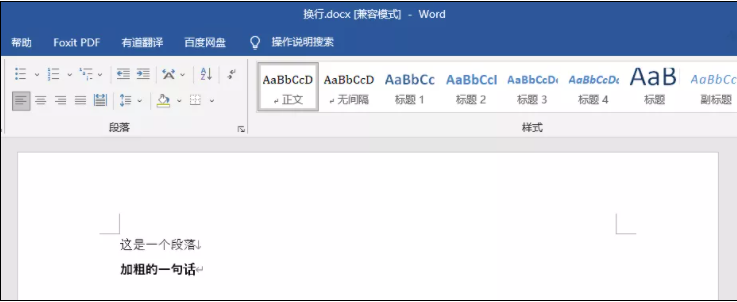 换行.docx [兼容模式] - Word
帮助 Foxit PDF 有道翻译 百度网盘 操作说明搜索
AaBbCcD AaBbCcD AaBbCc AaBbCcI AaBbCcDc AaBbCcDc AaB AaBbCc
正文 无间隔 标题 1 标题 2 标题 3 标题 4 标题 副标题
段落 样式
这是一个段落
加粗的一句话